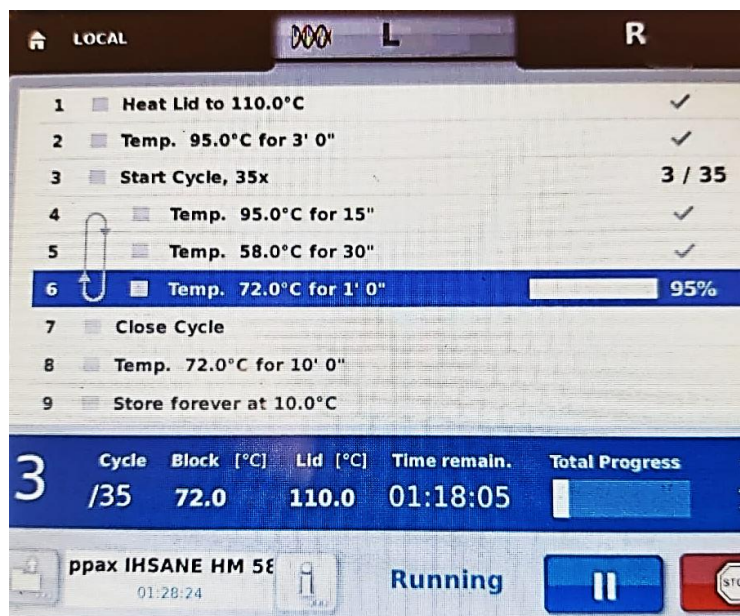 LOCAL L R
1 Heat Lid to 110.0°C
2 Temp. 95.0°C for 3' 0"
3 Start Cycle, 35x 3 / 35
4 Temp. 95.0°C for 15"
5 Temp. 58.0°C for 30"
6 Temp. 72.0°C for 1' 0" 95%
7 Close Cycle
8 Temp. 72.0°C for 10' 0"
9 Store forever at 10.0°C
Cycle Block [°C] Lid [°C] Time remain. Total Progress
3 /35 72.0 110.0 01:18:05
ppax IHSANE HM 58
01:28:24
Running